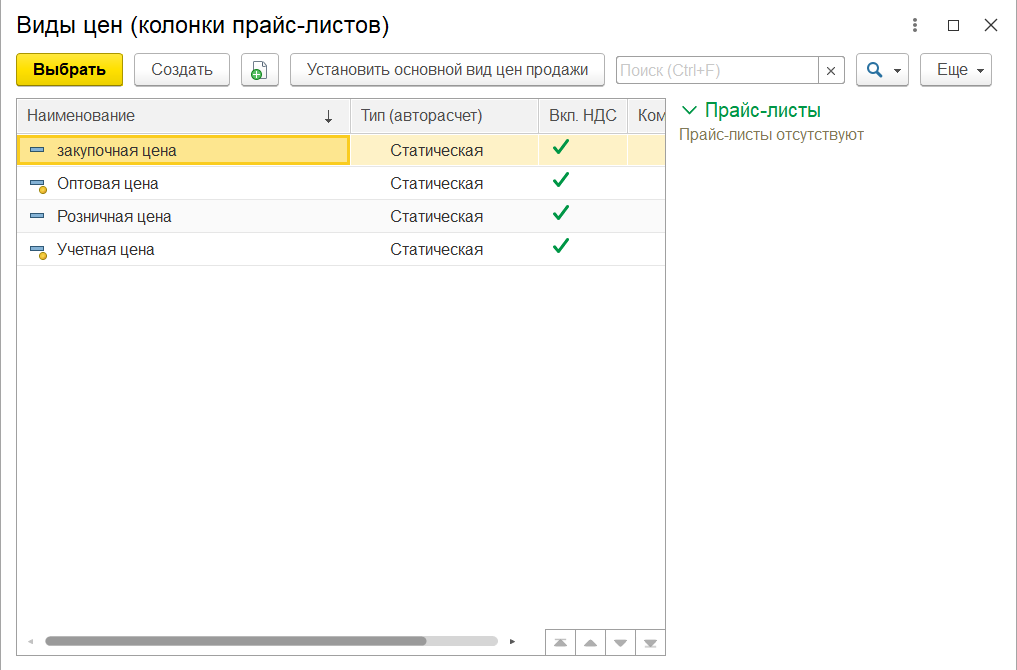 Виды цен (колонки прайс-листов)
Выбрать Создать Установить основной вид цен продажи Поиск (Ctrl+F) Еще
Наименование Тип (авторасчет) Вкл. НДС Ком
закупочная цена Статическая
Оптовая цена Статическая
Розничная цена Статическая
Учетная цена Статическая
Прайс-листы
Прайс-листы отсутствуют